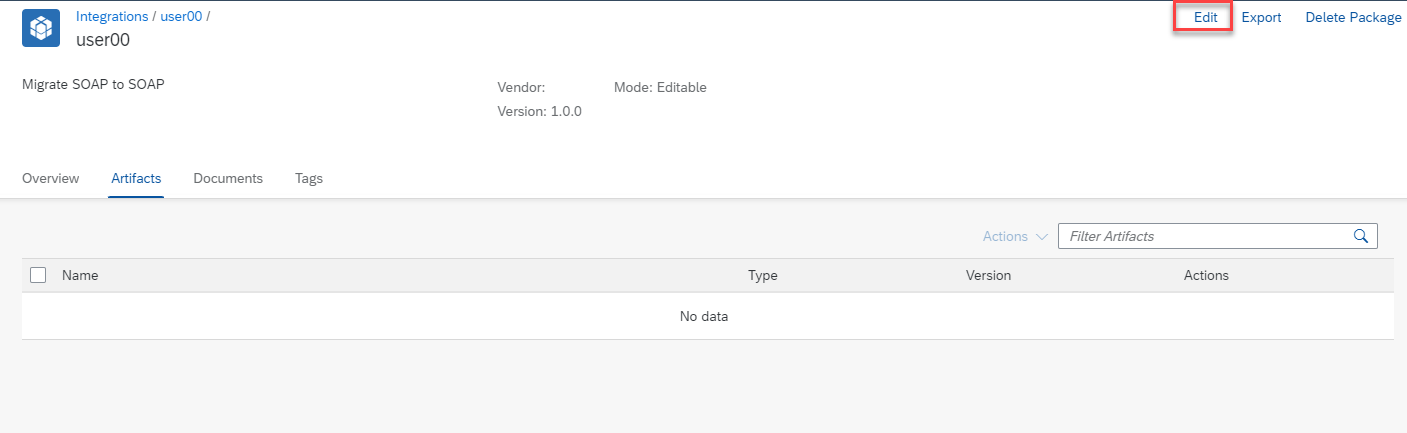 Integrations / user00 /
Edit Export Delete Package
user00
Migrate SOAP to SOAP
Vendor: Mode: Editable
Version: 1.0.0
Overview Artifacts Documents Tags
Actions Filter Artifacts
Name Type Version Actions
No data